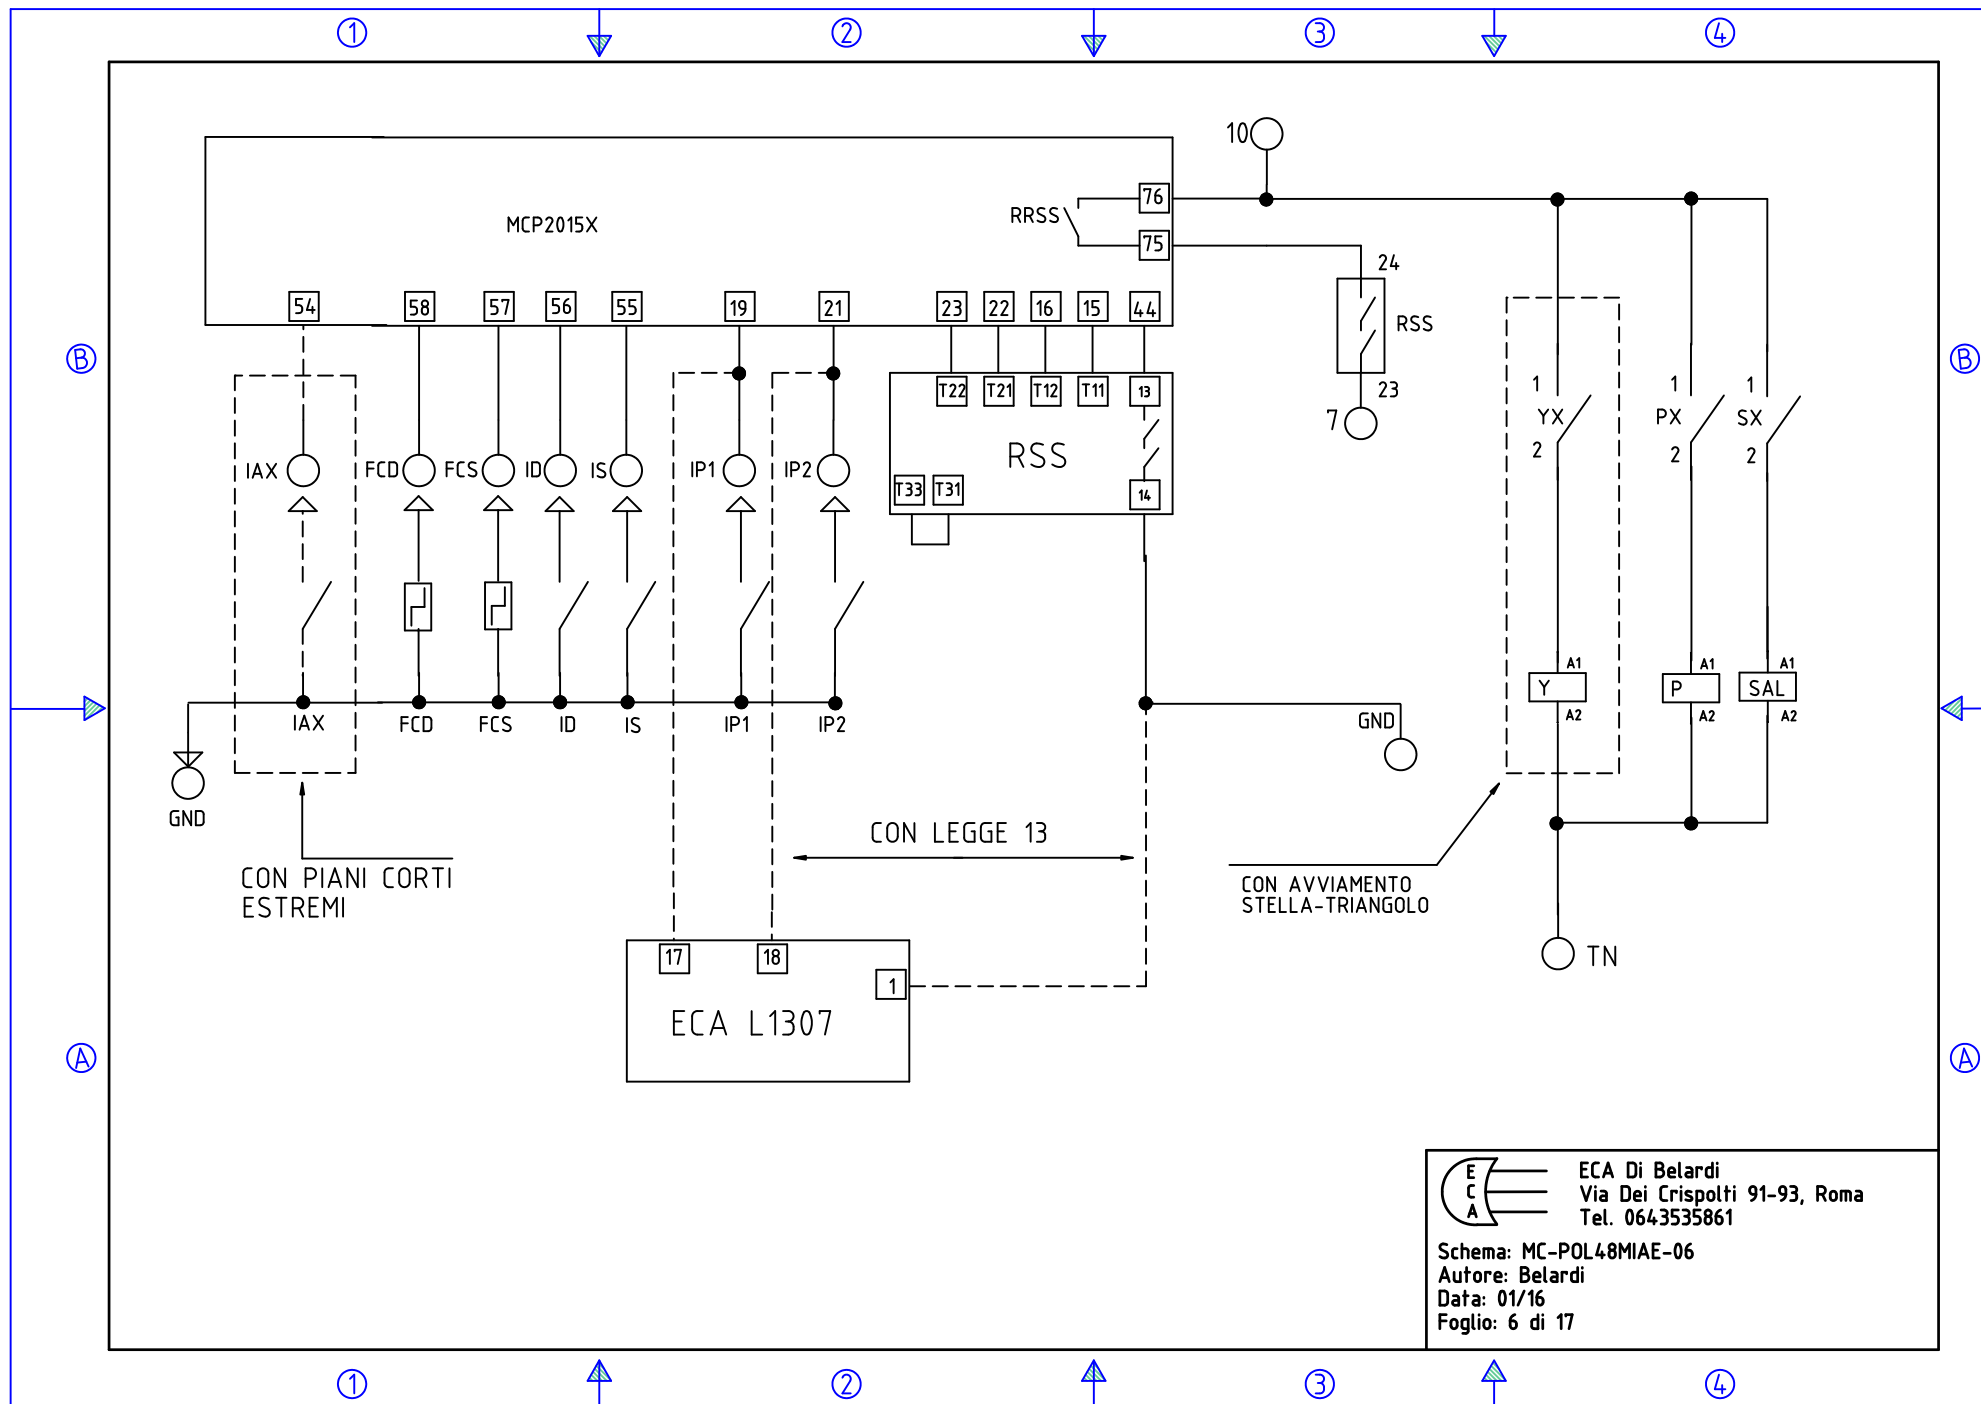 1 2 3 4
10
MCP2015X
RRSS
76
75
24
RSS
23
7
54 58 57 56 55 19 21 23 22 16 15 44
B B
T22 T21 T12 T11 13
RSS
T33 T31 14
IAX FCD FCS ID IS IP1 IP2
1 1 1
YX PX SX
2 2 2
A1 A1 A1
Y P SAL
A2 A2 A2
IAX FCD FCS ID IS IP1 IP2
GND
GND
CON LEGGE 13
CON PIANI CORTI
ESTREMI
CON AVVIAMENTO
STELLA-TRIANGOLO
TN
17 18
1
ECA L1307
A A
E
C
A
ECA Di Belardi
Via Dei Crispolti 91-93, Roma
Tel. 0643535861
Schema: MC-POL48MIAE-06
Autore: Belardi
Data: 01/16
Foglio: 6 di 17
1 2 3 4